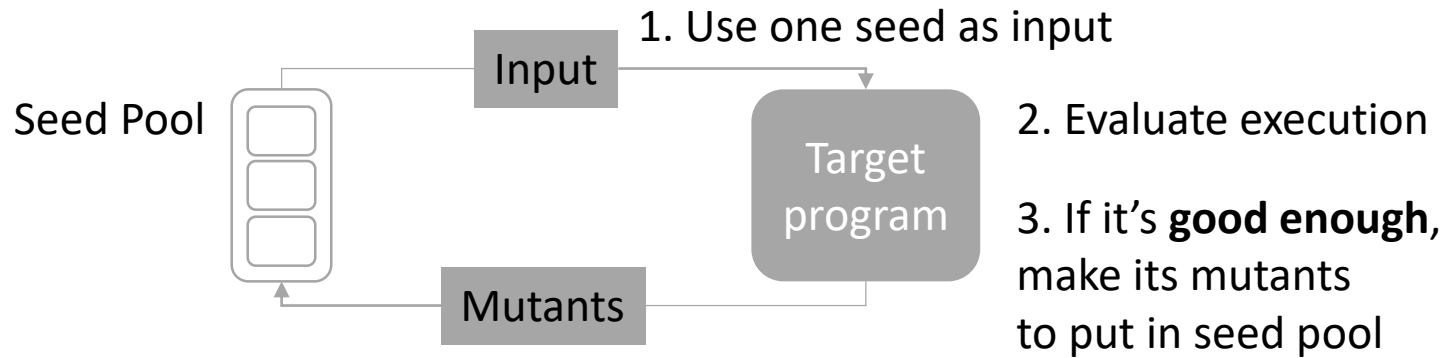 1. Use one seed as input
Input
Seed Pool
Target
program
2. Evaluate execution
3. If it’s good enough,
make its mutants
to put in seed pool
Mutants